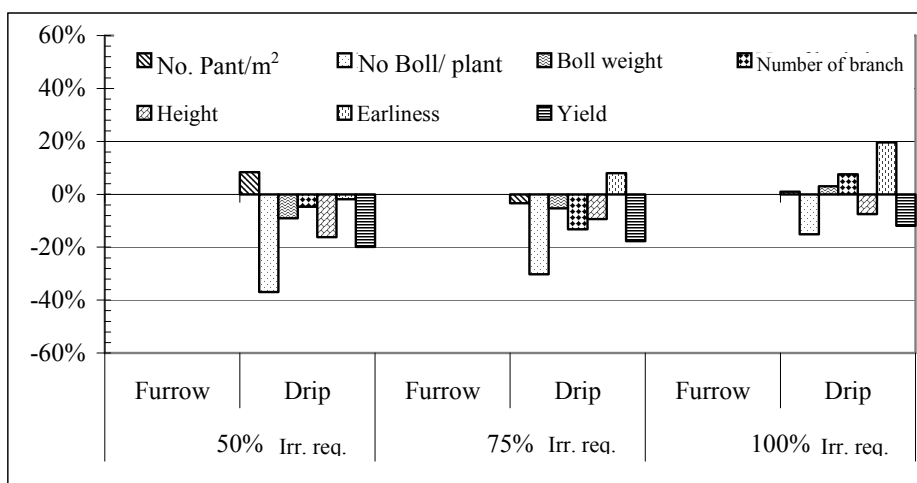 60%
40%
20%
0%
-20%
-40%
-60%
No. Pant/m²
No Boll/ plant
Boll weight
Number of branch
Height
Earliness
Yield
Furrow Drip Furrow Drip Furrow Drip
50% Irr. req. 75% Irr. req. 100% Irr. req.